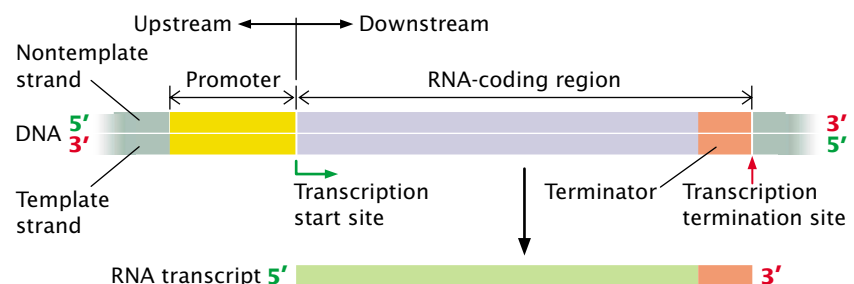 Upstream Downstream
Nontemplate
strand
Promoter
RNA-coding region
DNA 5′ 3′
3′ 5′
Template
strand
Transcription
start site
Terminator
Transcription
termination site
RNA transcript 5′ 3′